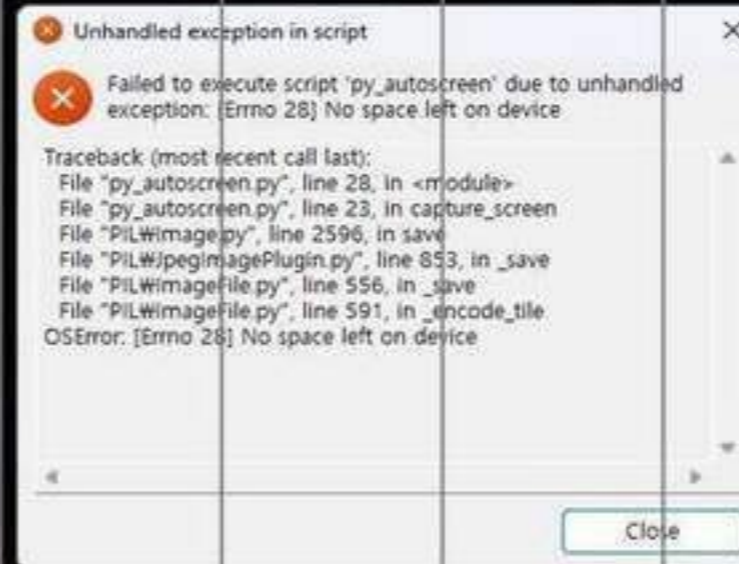 Unhandled exception in script
Failed to execute script 'py_autoscreen' due to unhandled
exception: [Errno 28] No space left on device
Traceback (most recent call last):
File "py_autoscreen.py", line 28, in <module>
File "py_autoscreen.py", line 23, in capture_screen
File "PIL₩Image.py", line 2596, in save
File "PIL₩JpegImagePlugin.py", line 853, in _save
File "PIL₩ImageFile.py", line 556, in _save
File "PIL₩ImageFile.py", line 591, in _encode_tile
OSError: [Errno 28] No space left on device
Close